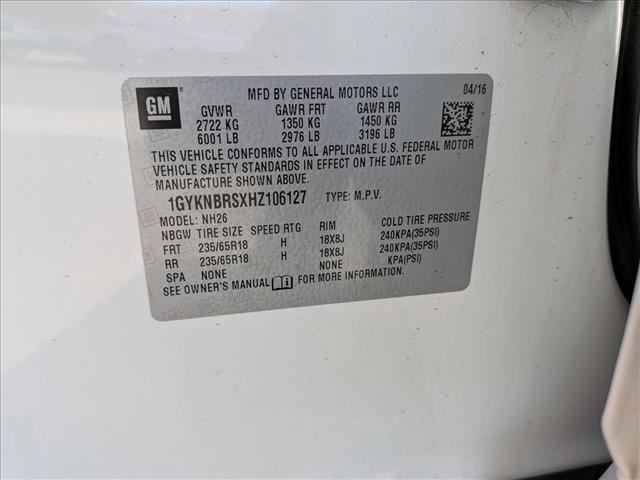 GM
MFD BY GENERAL MOTORS LLC 04/16
GVWR GAWR FRT GAWR RR
2722 KG 1350 KG 1450 KG
6001 LB 2976 LB 3196 LB
THIS VEHICLE CONFORMS TO ALL APPLICABLE U.S. FEDERAL MOTOR
VEHICLE SAFETY STANDARDS IN EFFECT ON THE DATE OF
MANUFACTURE SHOWN ABOVE.
1GYKNBRSXHZ106127 TYPE: M.P.V.
MODEL: NH26
NBGW TIRE SIZE SPEED RTG RIM COLD TIRE PRESSURE
FRT 235/65R18 H 18X8J 240KPA(35PSI)
RR 235/65R18 H 18X8J 240KPA(35PSI)
SPA NONE NONE KPA(PSI)
SEE OWNER'S MANUAL FOR MORE INFORMATION.